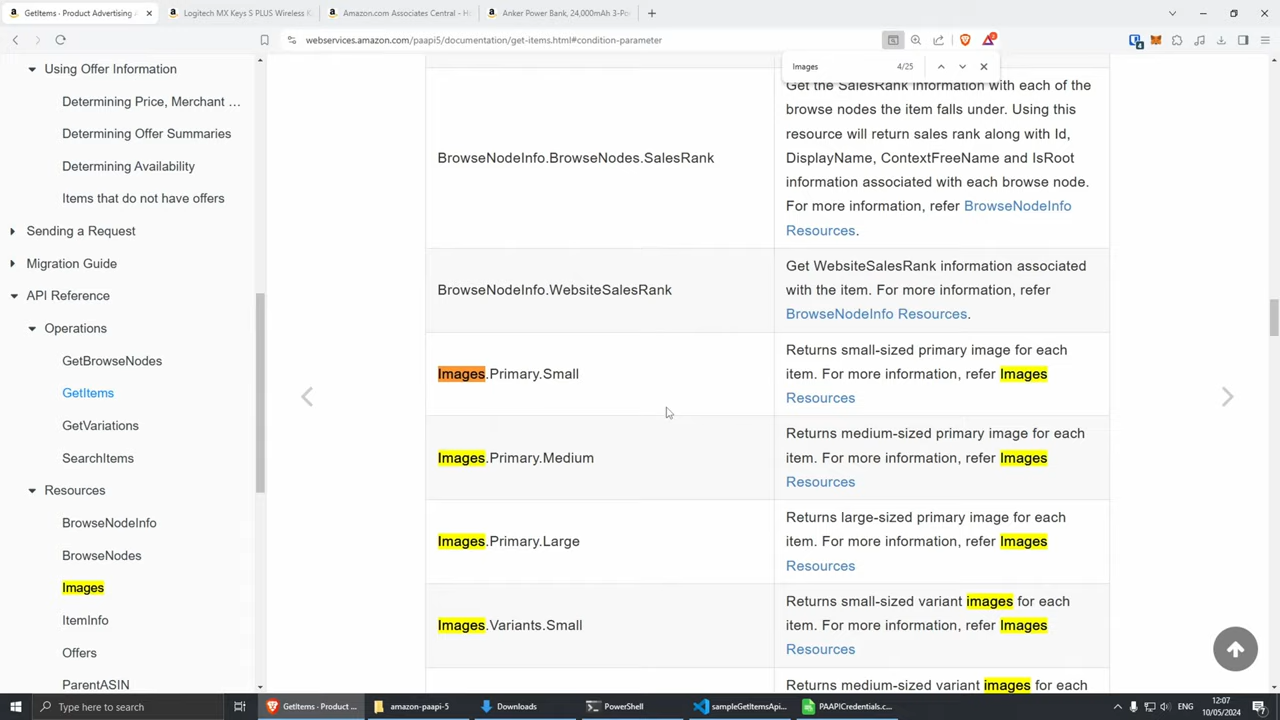 GetItems - Product Advertising A
Logitech MX Keys S PLUS Wireless K
Amazon.com Associates Central - H
Anker Power Bank, 24,000mAh 3-Po
webservices.amazon.com/paapi5/documentation/get-items.html#condition-parameter
Images
4/25
Using Offer Information
Determining Price, Merchant …
Determining Offer Summaries
Determining Availability
Items that do not have offers
Sending a Request
Migration Guide
API Reference
Operations
GetBrowseNodes
GetItems
GetVariations
SearchItems
Resources
BrowseNodeInfo
BrowseNodes
Images
ItemInfo
Offers
ParentASIN
BrowseNodeInfo.BrowseNodes.SalesRank
Get the SalesRank information with each of the
browse nodes the item falls under. Using this
resource will return sales rank along with Id,
DisplayName, ContextFreeName and IsRoot
information associated with each browse node.
For more information, refer BrowseNodeInfo
Resources.
BrowseNodeInfo.WebsiteSalesRank
Get WebsiteSalesRank information associated
with the item. For more information, refer
BrowseNodeInfo Resources.
Images.Primary.Small
Returns small-sized primary image for each
item. For more information, refer Images
Resources
Images.Primary.Medium
Returns medium-sized primary image for each
item. For more information, refer Images
Resources
Images.Primary.Large
Returns large-sized primary image for each
item. For more information, refer Images
Resources
Images.Variants.Small
Returns small-sized variant images for each
item. For more information, refer Images
Resources
Returns medium-sized variant images for each
Type here to search
GetItems - Product ...
amazon-paapi-5
Downloads
PowerShell
sampleGetItemsApi...
PAAPICredentials.c...
12:07
10/05/2024